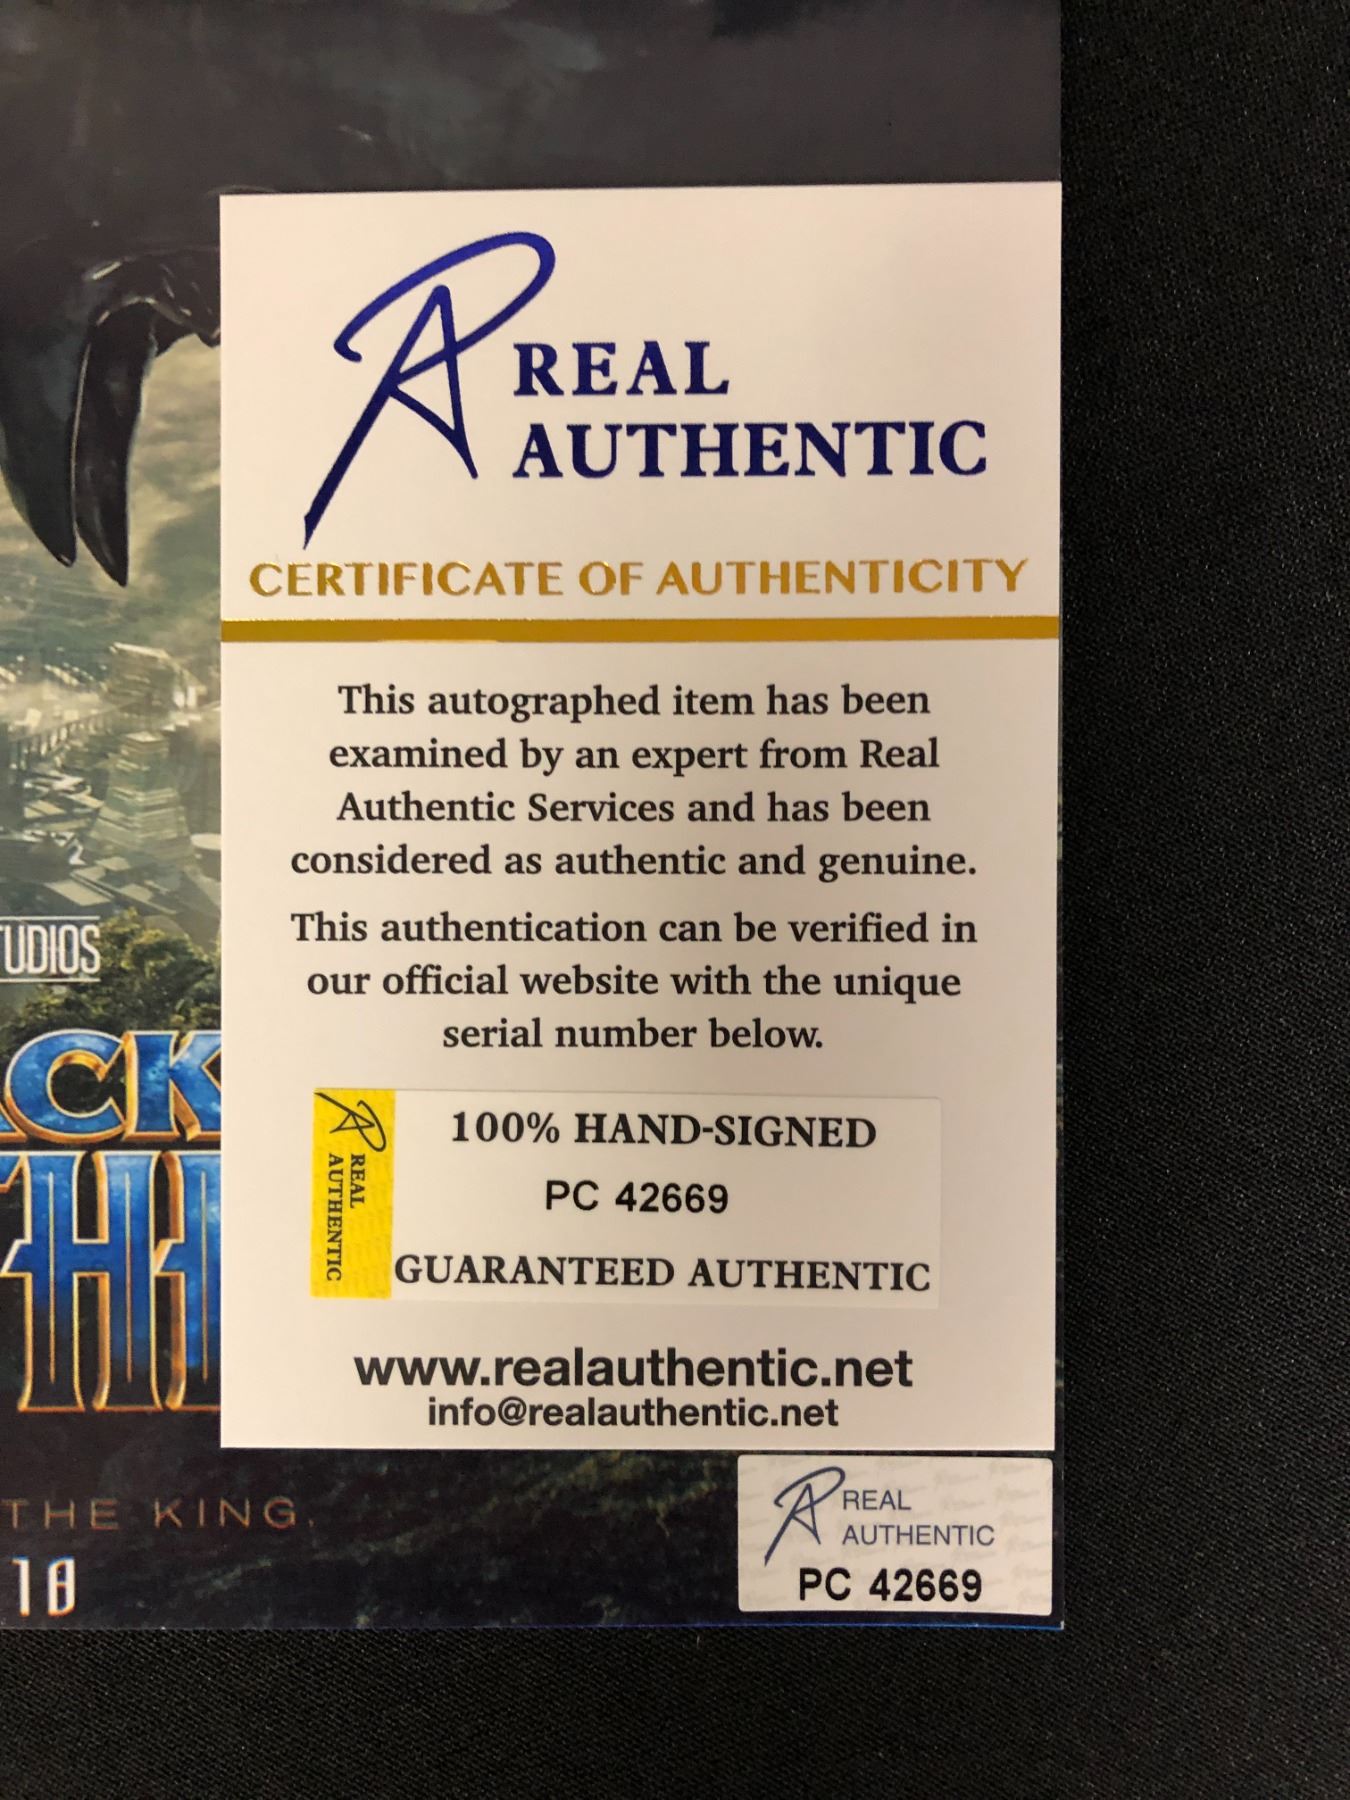 REAL
AUTHENTIC
CERTIFICATE OF AUTHENTICITY
This autographed item has been
examined by an expert from Real
Authentic Services and has been
considered as authentic and genuine.
This authentication can be verified in
our official website with the unique
serial number below.
REAL
AUTHENTIC
100% HAND-SIGNED
PC 42669
GUARANTEED AUTHENTIC
www.realauthentic.net
info@realauthentic.net
UDIOS
CK
TH
THE KING.
18
REAL
AUTHENTIC
PC 42669